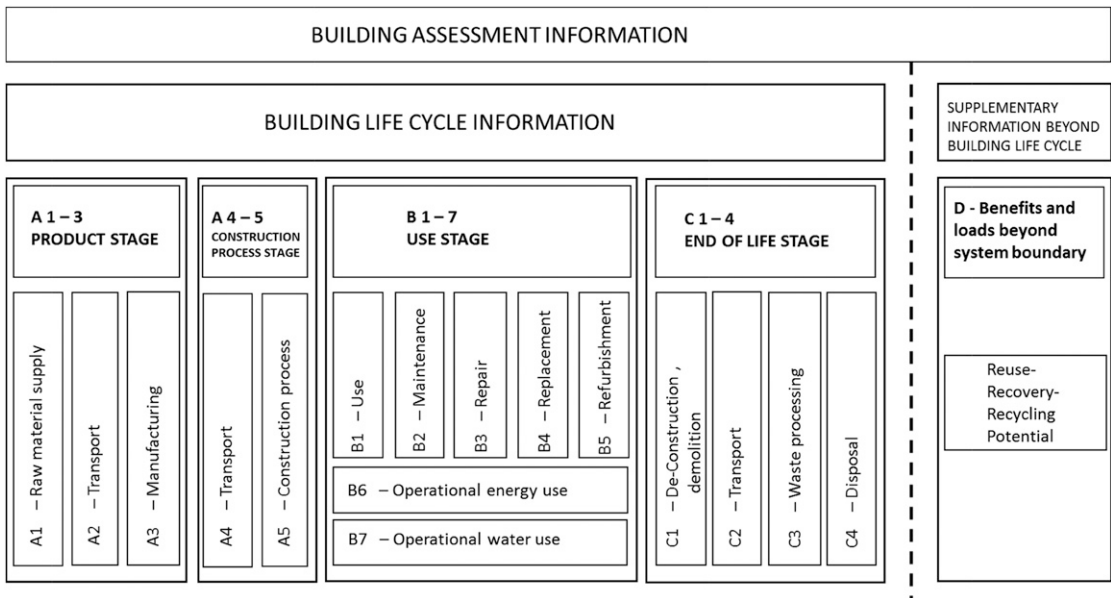 BUILDING ASSESSMENT INFORMATION
BUILDING LIFE CYCLE INFORMATION
SUPPLEMENTARY
INFORMATION BEYOND
BUILDING LIFE CYCLE
A 1 – 3
PRODUCT STAGE
A 4 – 5
CONSTRUCTION
PROCESS STAGE
B 1 – 7
USE STAGE
C 1 – 4
END OF LIFE STAGE
D - Benefits and
loads beyond
system boundary
A1 – Raw material supply
A2 – Transport
A3 – Manufacturing
A4 – Transport
A5 – Construction process
B1 – Use
B2 – Maintenance
B3 – Repair
B4 – Replacement
B5 – Refurbishment
B6 – Operational energy use
B7 – Operational water use
C1 – De-Construction ,
demolition
C2 – Transport
C3 – Waste processing
C4 – Disposal
Reuse-
Recovery-
Recycling
Potential